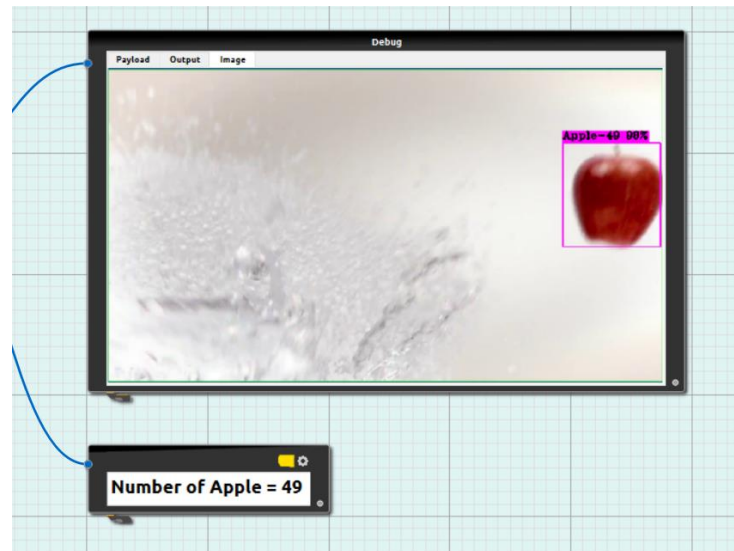 Debug
Payload Output Image
Apple-49 98%
Number of Apple = 49